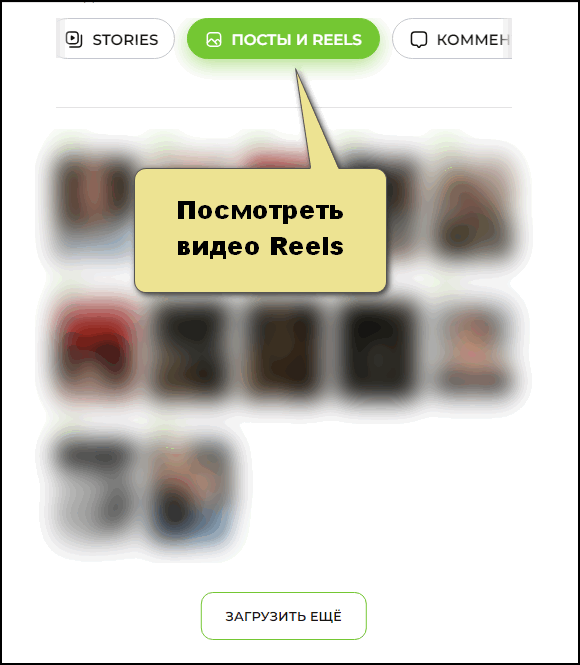 STORIES
ПОСТЫ И REELS
КОММЕН
Посмотреть
видео Reels
ЗАГРУЗИТЬ ЕЩЁ